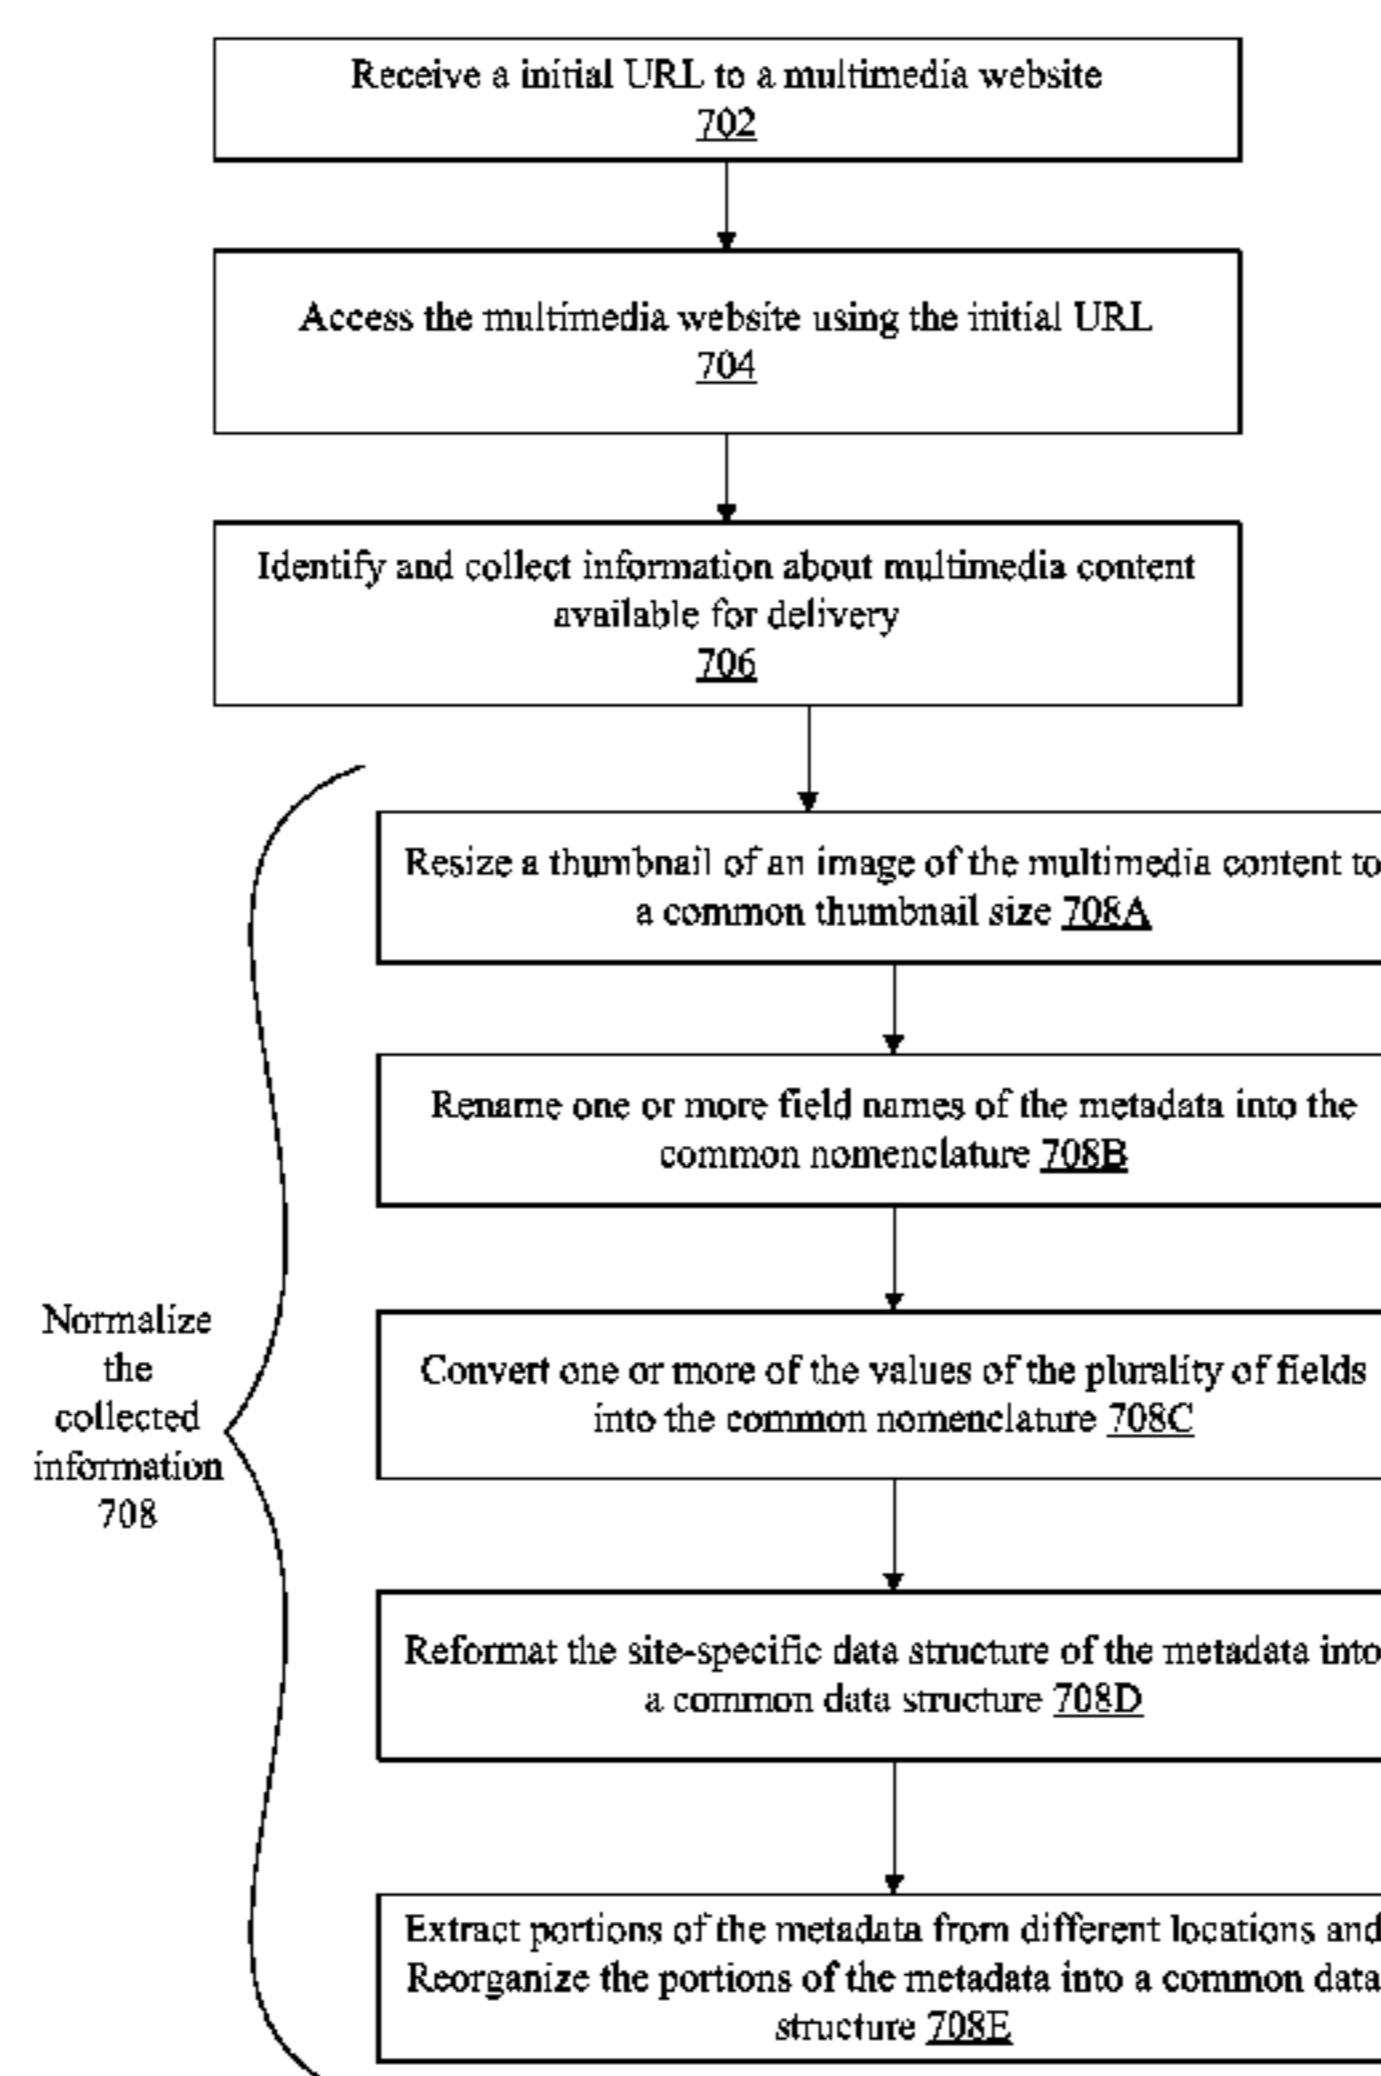 Receive a initial URL to a multimedia website
702
Access the multimedia website using the initial URL
704
Identify and collect information about multimedia content
available for delivery
706
Resize a thumbnail of an image of the multimedia content to
a common thumbnail size 708A
Rename one or more field names of the metadata into the
common nomenclature 708B
Normalize
the
collected
information
708
Convert one or more of the values of the plurality of fields
into the common nomenclature 708C
Reformat the site-specific data structure of the metadata into
a common data structure 708D
Extract portions of the metadata from different locations and
Reorganize the portions of the metadata into a common data
structure 708E